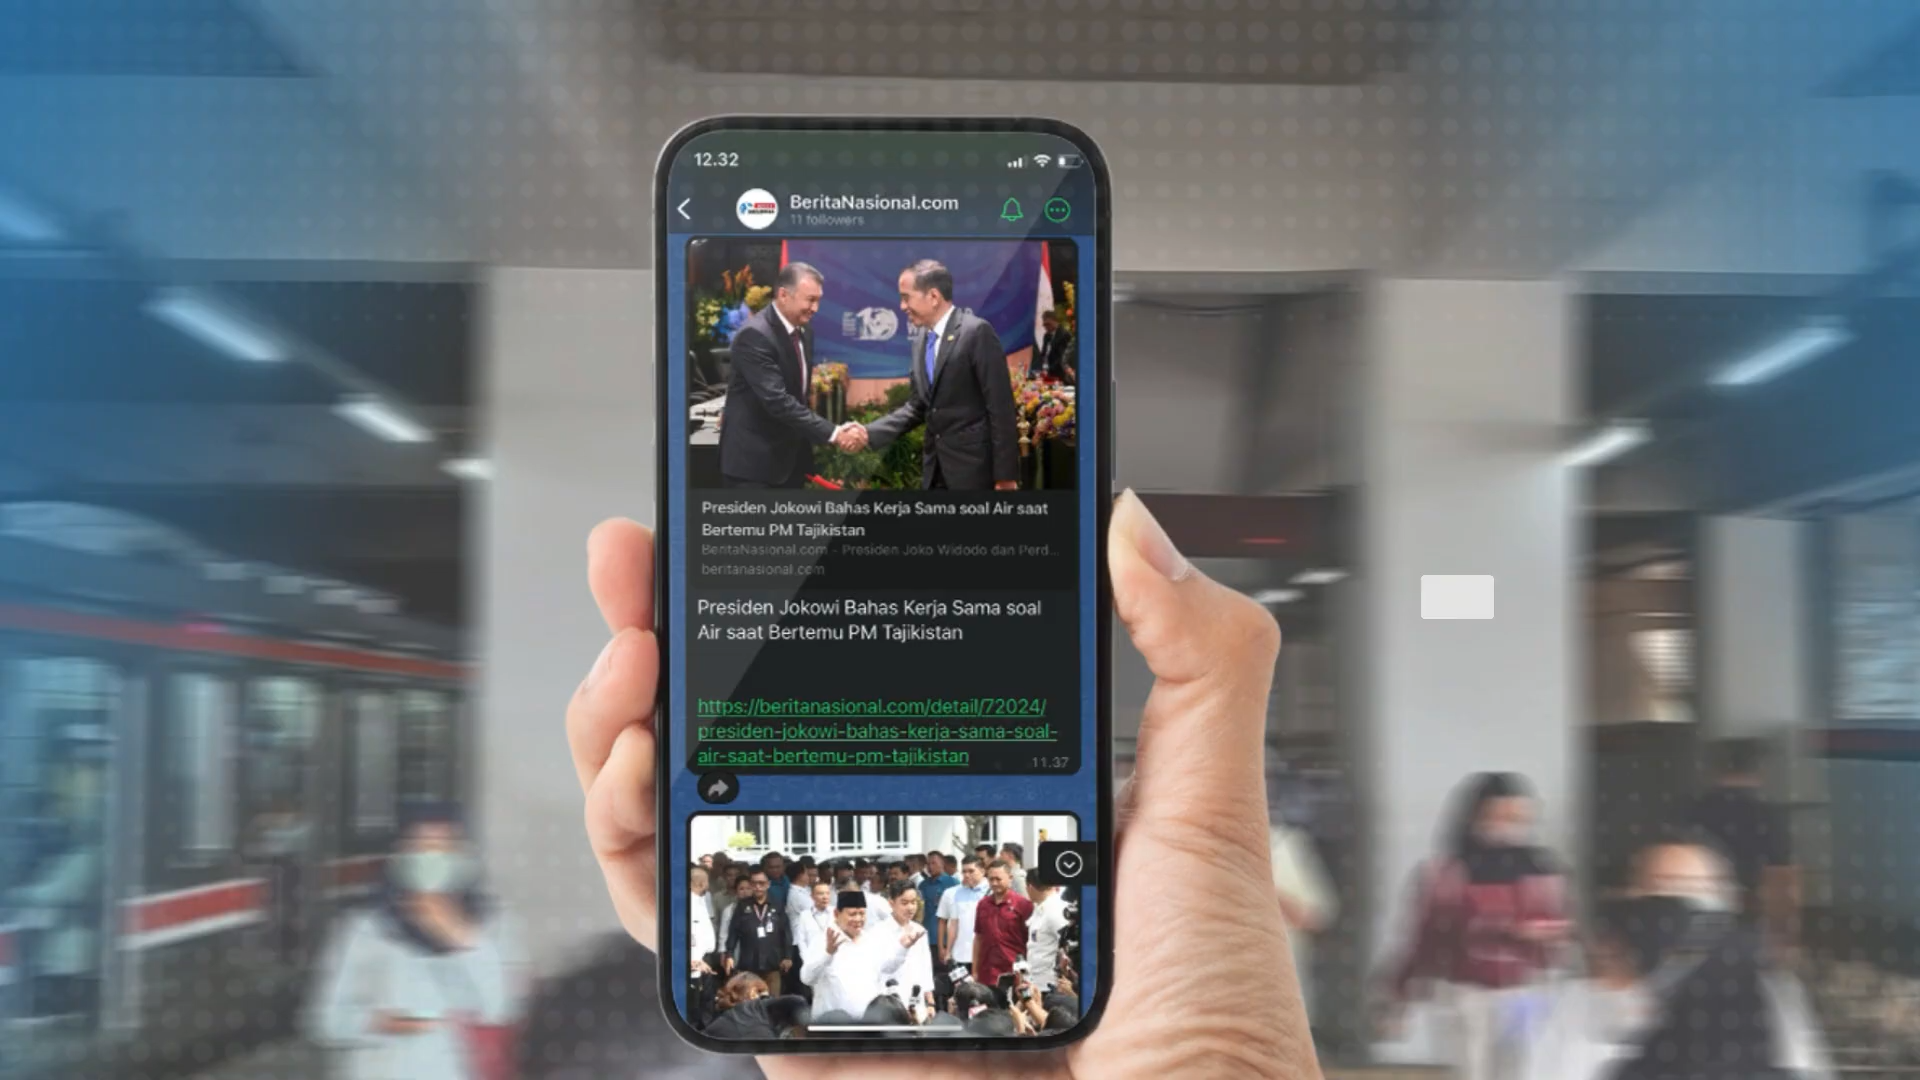 12.32
BeritaNasional.com
11 followers
10
Presiden Jokowi Bahas Kerja Sama soal Air saat
Bertemu PM Tajikistan
BeritaNasional.com - Presiden Joko Widodo dan Perd...
beritanasional.com
Presiden Jokowi Bahas Kerja Sama soal
Air saat Bertemu PM Tajikistan
https://beritanasional.com/detail/72024/
presiden-jokowi-bahas-kerja-sama-soal-
air-saat-bertemu-pm-tajikistan
11.37